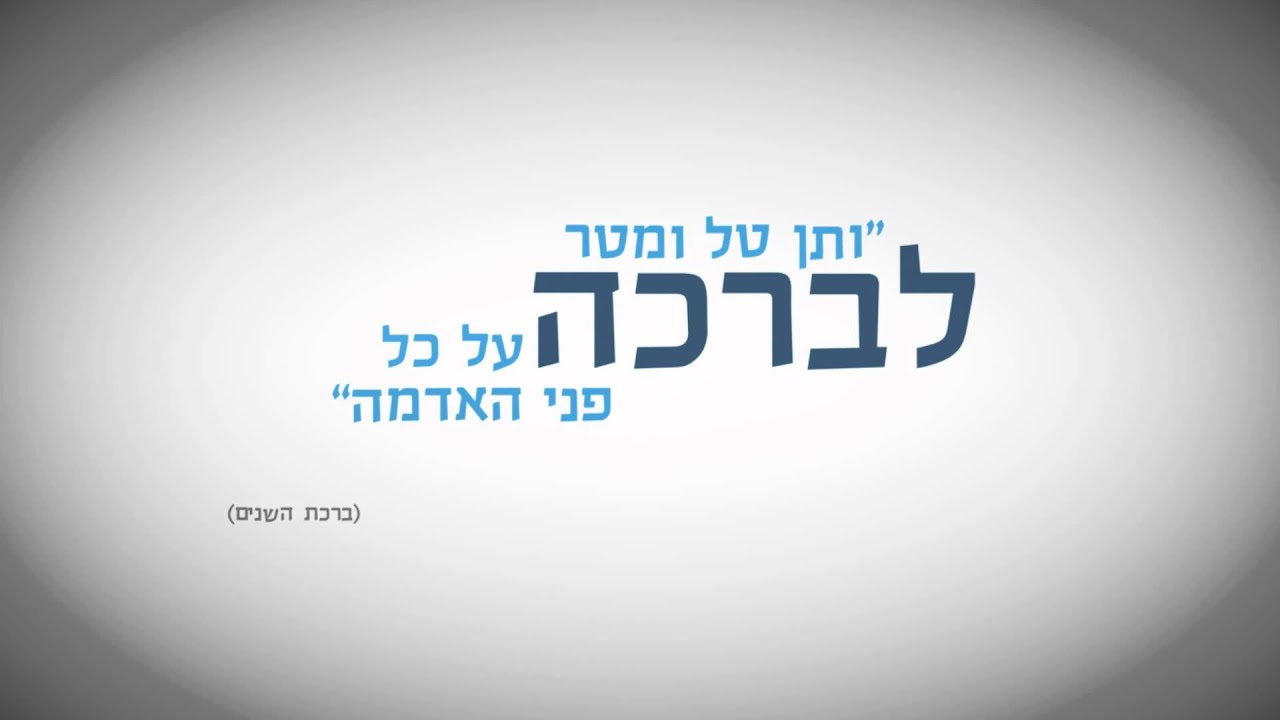 "ותן טל ומטר
לברכה על כל
פני האדמה"
(ברכת השנים)